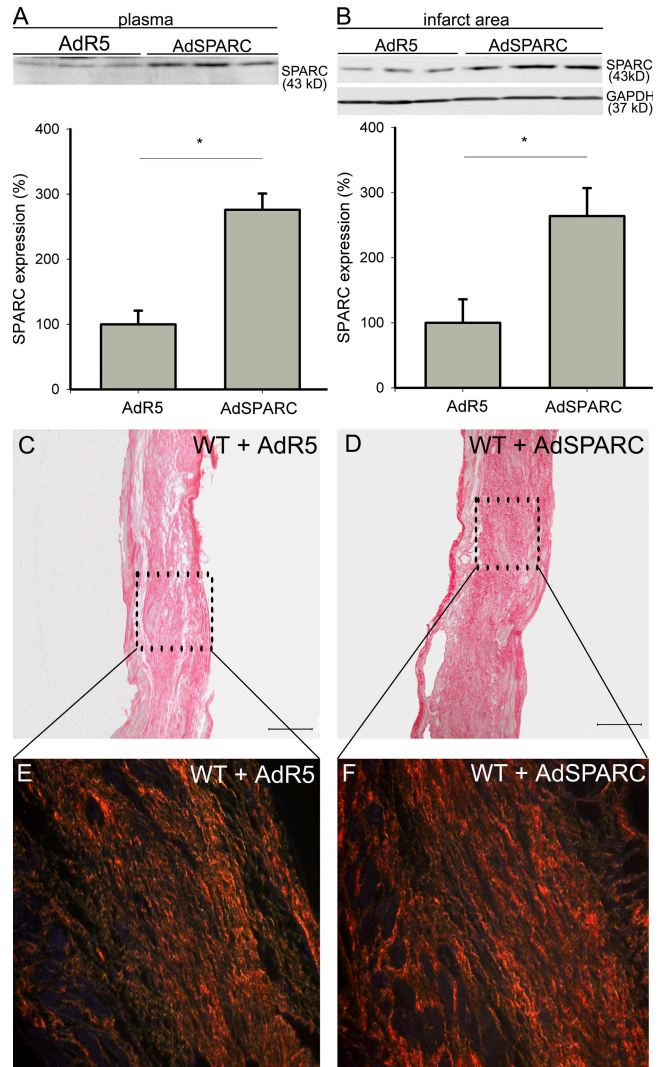 A
plasma
AdR5
AdSPARC
SPARC
(43 kD)
SPARC expression (%)
400
300
200
100
0
*
AdR5
AdSPARC
B
infarct area
AdR5
AdSPARC
SPARC
(43kD)
GAPDH
(37 kD)
SPARC expression (%)
400
300
200
100
0
*
AdR5
AdSPARC
C
WT + AdR5
D
WT + AdSPARC
E
WT + AdR5
F
WT + AdSPARC